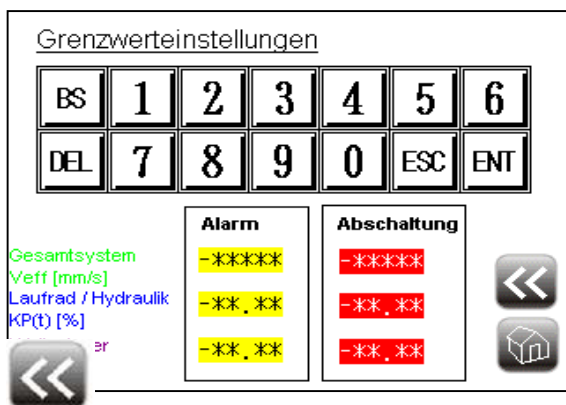 Grenzwerteinstellungen
BS 1 2 3 4 5 6
DEL 7 8 9 0 ESC ENT
Alarm Abschaltung
Gesamtsystem -***** -*****
Veff [mm/s]
Laufrad / Hydraulik -**.** -**.**
KP(t) [%]
-**.** -**.**